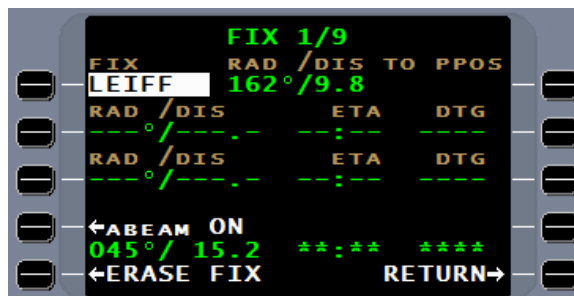 FIX 1/9
FIX RAD /DIS TO PPOS
LEIFF 162°/9.8
RAD /DIS ETA DTG
---°/---.- --:-- ----
RAD /DIS ETA DTG
---°/---.- --:-- ----
←ABEAM ON
045°/ 15.2 **:** ****
←ERASE FIX RETURN→